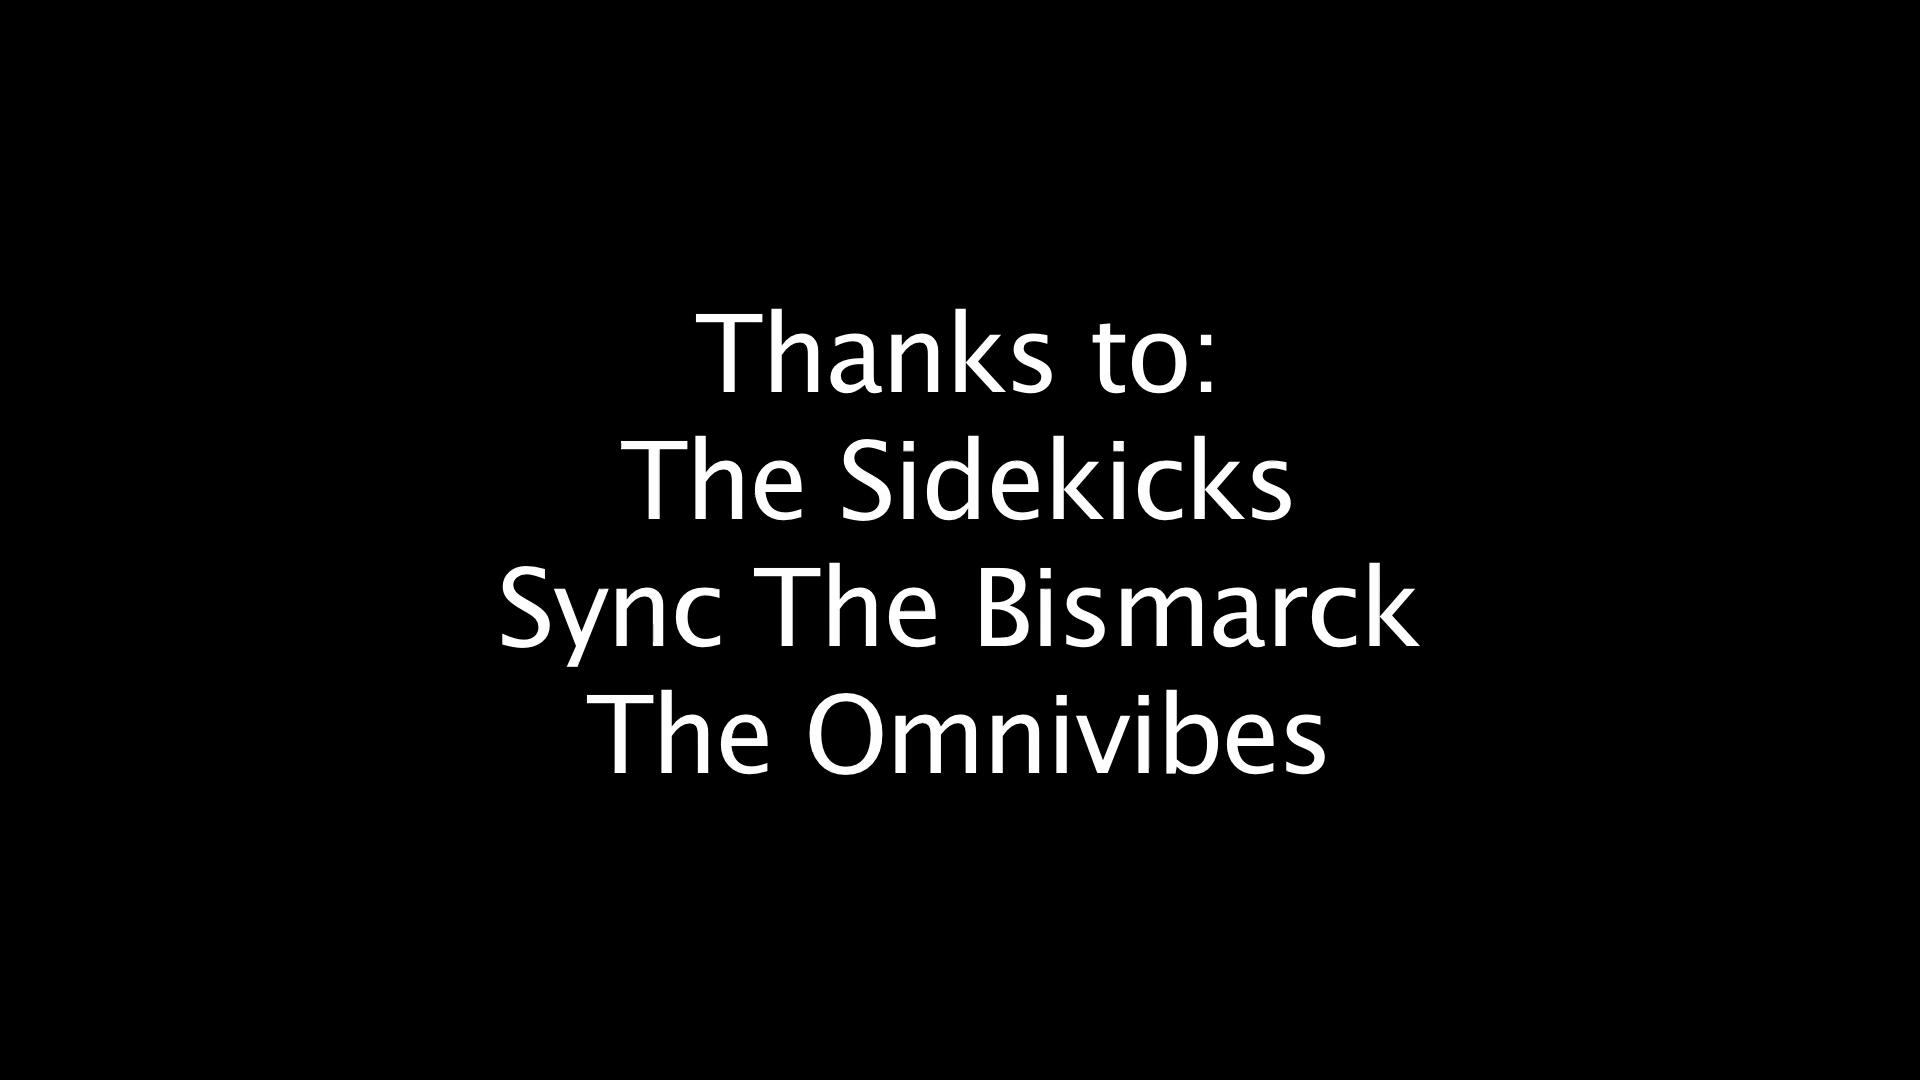 Thanks to:
The Sidekicks
Sync The Bismarck
The Omnivibes